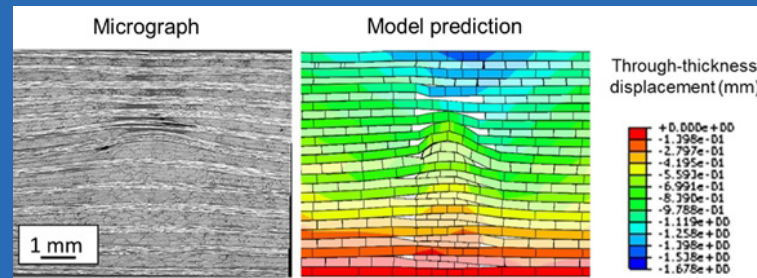 Micrograph
Model prediction
Through-thickness
displacement (mm)
+0.000e+00
-1.398e-01
-2.797e-01
-4.195e-01
-5.593e-01
-6.991e-01
-8.390e-01
-9.788e-01
-1.119e+00
-1.258e+00
-1.398e+00
-1.538e+00
-1.678e+00
1 mm